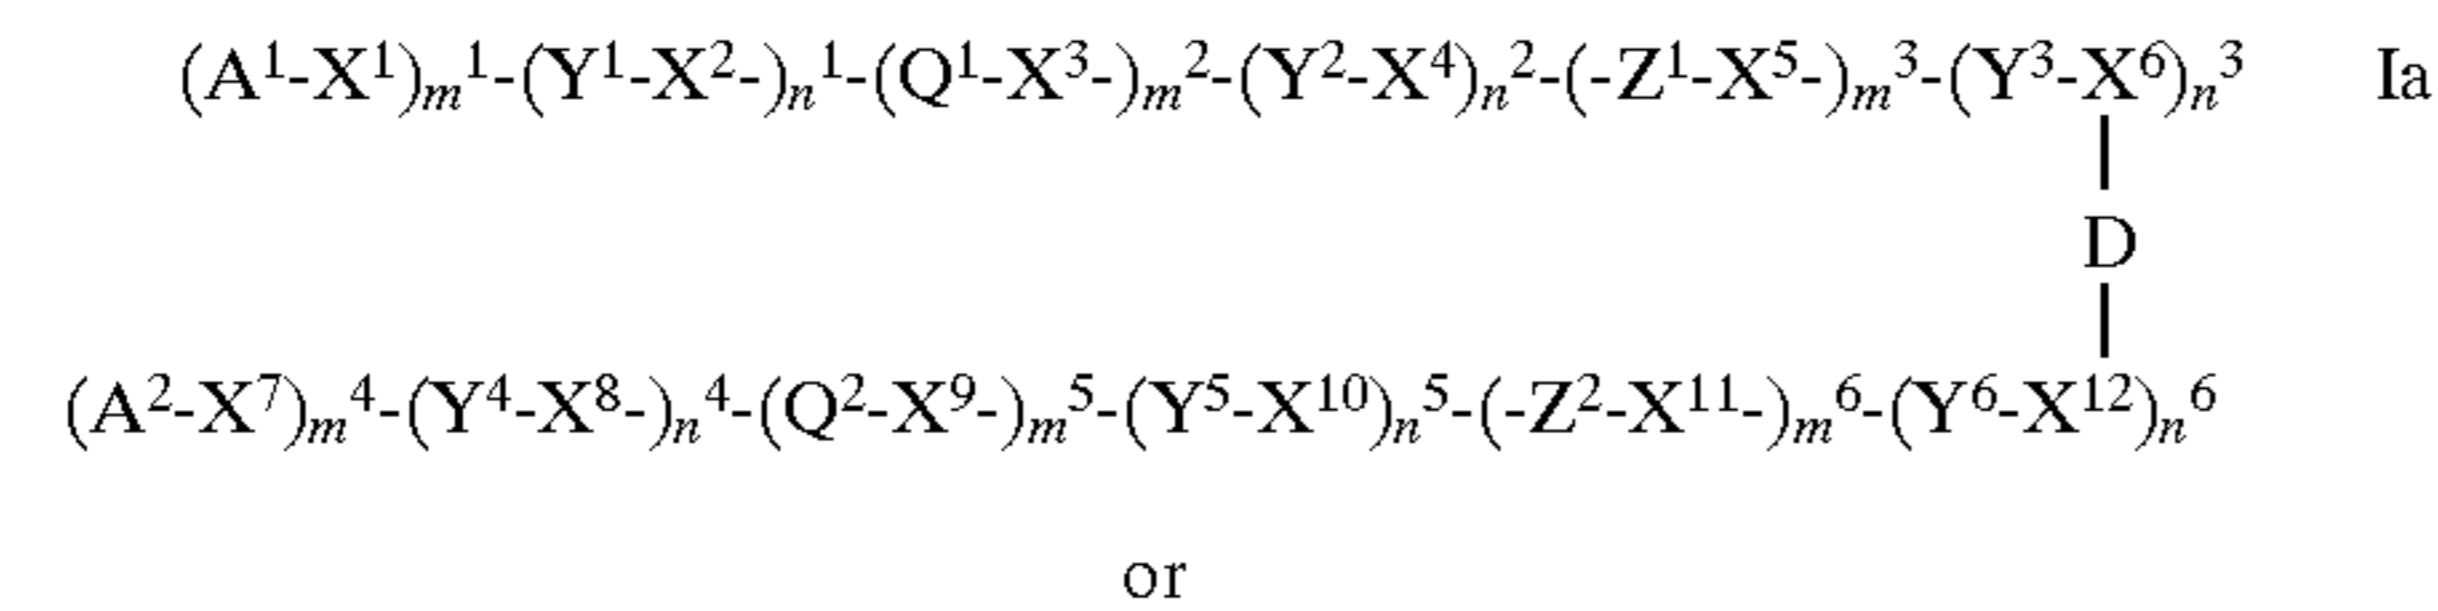 (A¹-X¹)ₘ¹-(Y¹-X²-)ₙ¹-(Q¹-X³-)ₘ²-(Y²-X⁴)ₙ²-(-Z¹-X⁵-)ₘ³-(Y³-X⁶)ₙ³ Ia
D
(A²-X⁷)ₘ⁴-(Y⁴-X⁸-)ₙ⁴-(Q²-X⁹-)ₘ⁵-(Y⁵-X¹⁰)ₙ⁵-(-Z²-X¹¹-)ₘ⁶-(Y⁶-X¹²)ₙ⁶
or